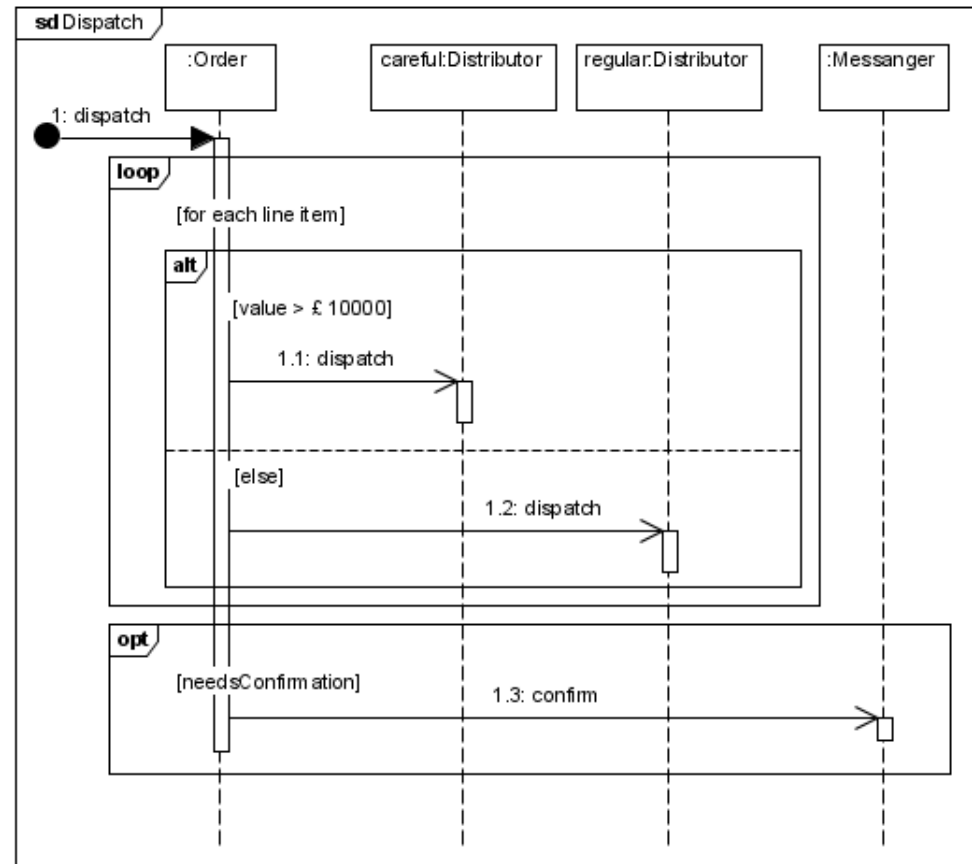 sd Dispatch
:Order
careful:Distributor
regular:Distributor
:Messanger
1: dispatch
loop
[for each line item]
alt
[value > £ 10000]
1.1: dispatch
[else]
1.2: dispatch
opt
[needsConfirmation]
1.3: confirm